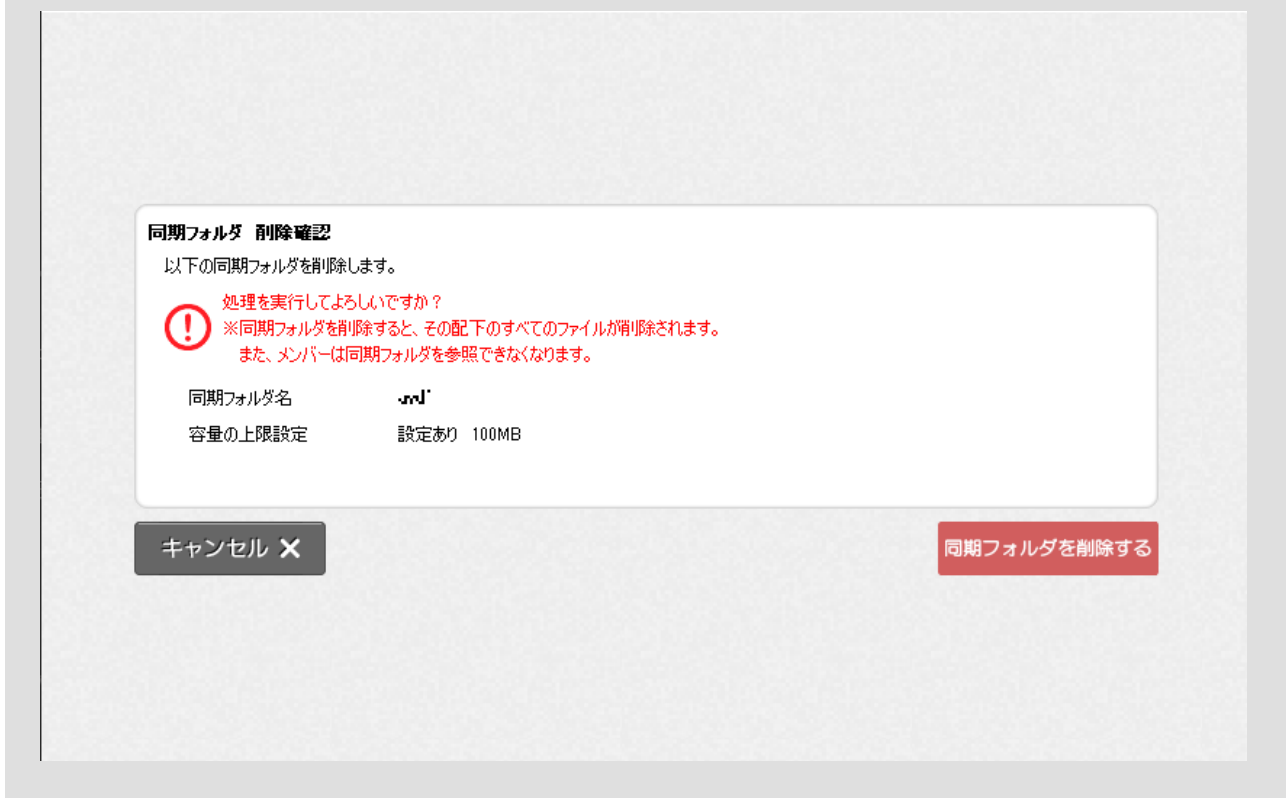 同期フォルダ 削除確認
以下の同期フォルダを削除します。
処理を実行してよろしいですか？
※同期フォルダを削除すると、その配下のすべてのファイルが削除されます。
また、メンバーは同期フォルダを参照できなくなります。
同期フォルダ名
容量の上限設定 設定あり 100MB
キャンセル ✕ 同期フォルダを削除する